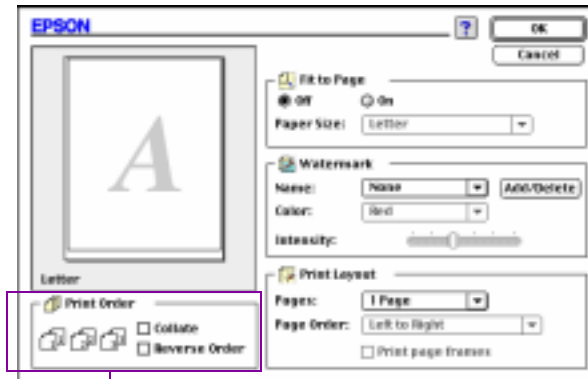 EPSON
?
OK
Cancel
A
Letter
Print Order
Collate
Reverse Order
Fit to Page
Off
On
Paper Size:
Letter
Watermark
Name:
None
Add/Delete
Color:
Red
Intensity:
Print Layout
Pages:
1 Page
Page Order:
Left to Right
Print page frames